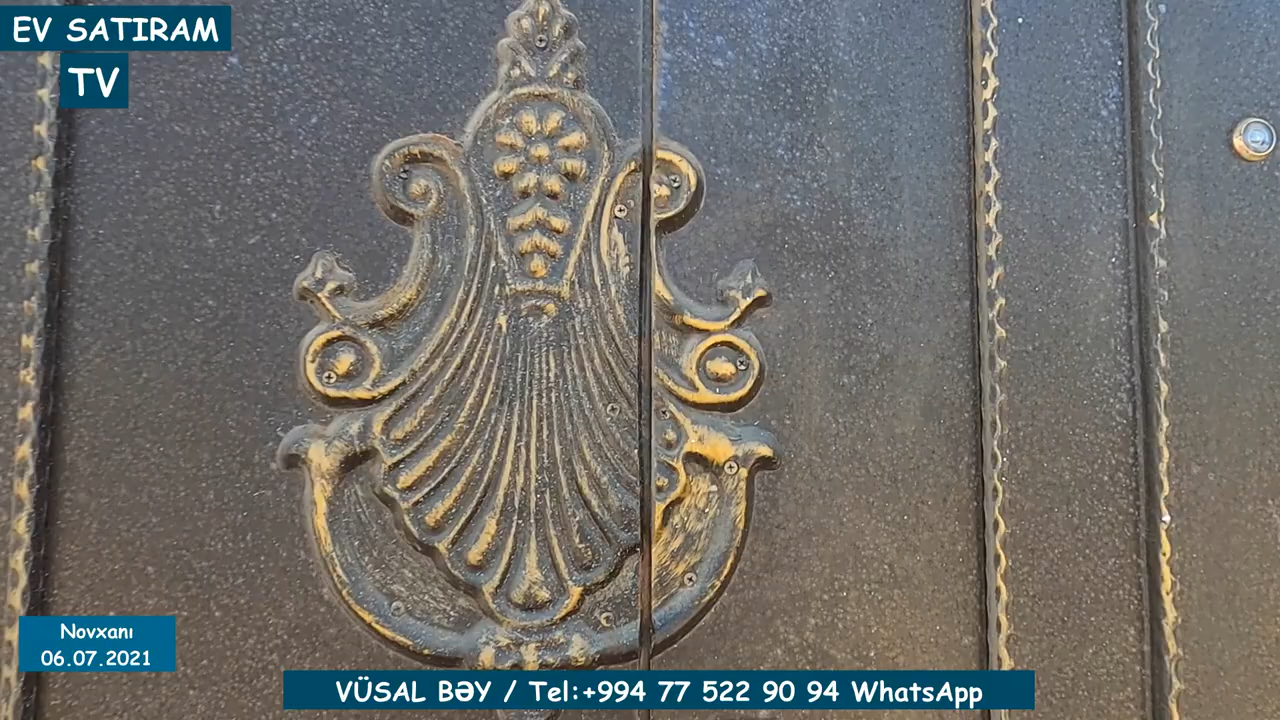 EV SATIRAM
TV
Novxanı
06.07.2021
VÜSAL BƏY / Tel:+994 77 522 90 94 WhatsApp